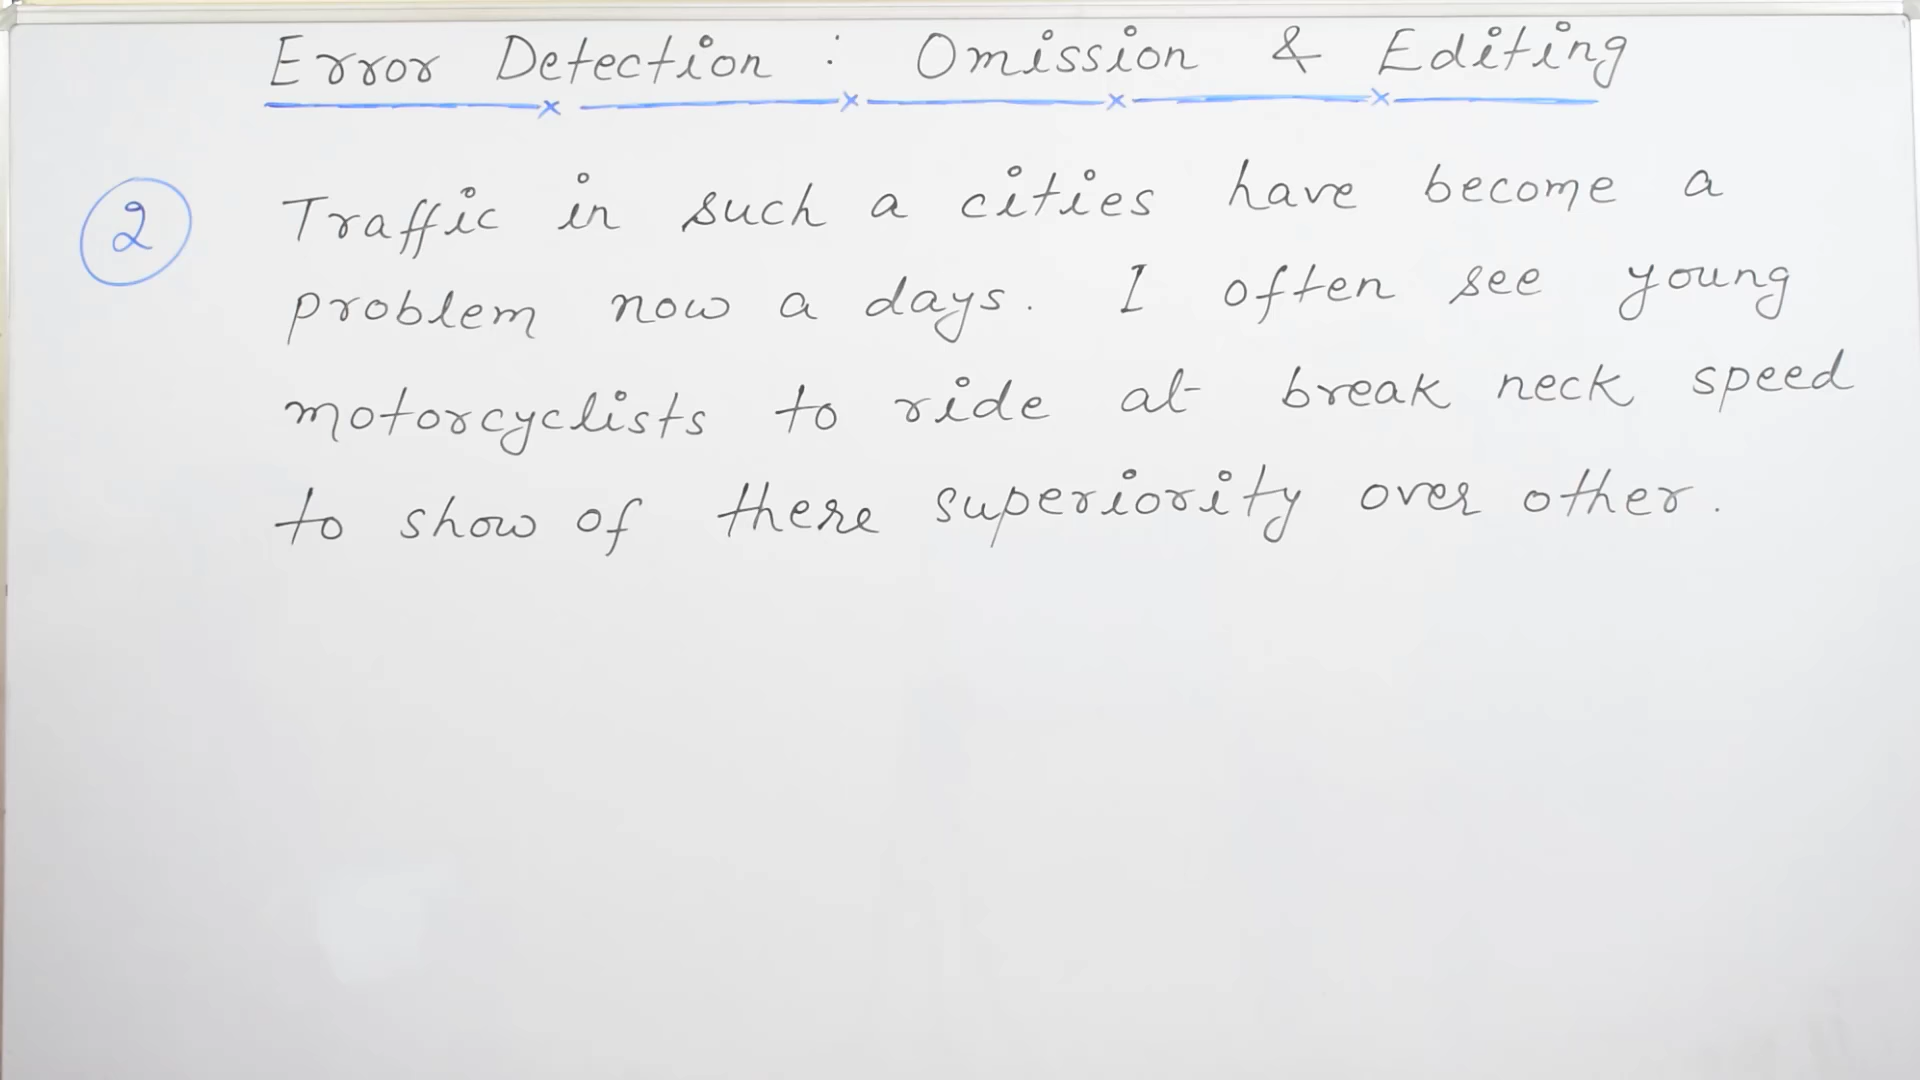 Error Detection : Omission & Editing
2 Traffic in such a cities have become a
problem now a days. I often see young
motorcyclists to ride at break neck speed
to show of there superiority over other.